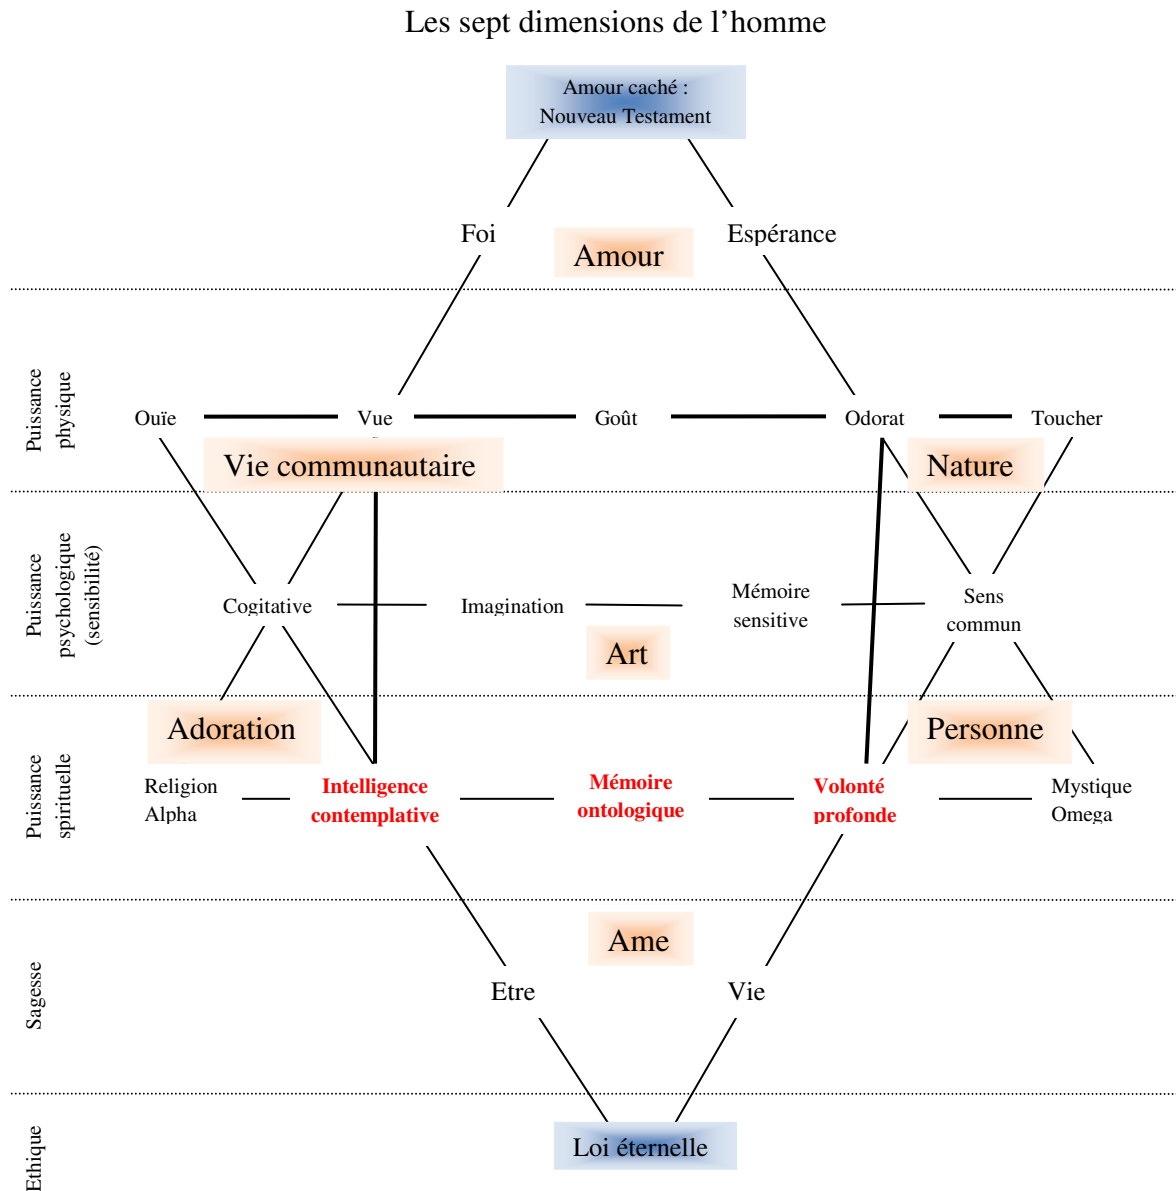 Les sept dimensions de l’homme
Amour caché :
Nouveau Testament
Foi
Espérance
Amour
Puissance
physique
Ouïe
Vue
Goût
Odorat
Toucher
Vie communautaire
Nature
Puissance
psychologique
(sensibilité)
Cogitative
Imagination
Mémoire
sensitive
Sens
commun
Art
Adoration
Personne
Puissance
spirituelle
Religion
Alpha
Intelligence
contemplative
Mémoire
ontologique
Volonté
profonde
Mystique
Omega
Ame
Sagesse
Etre
Vie
Ethique
Loi éternelle